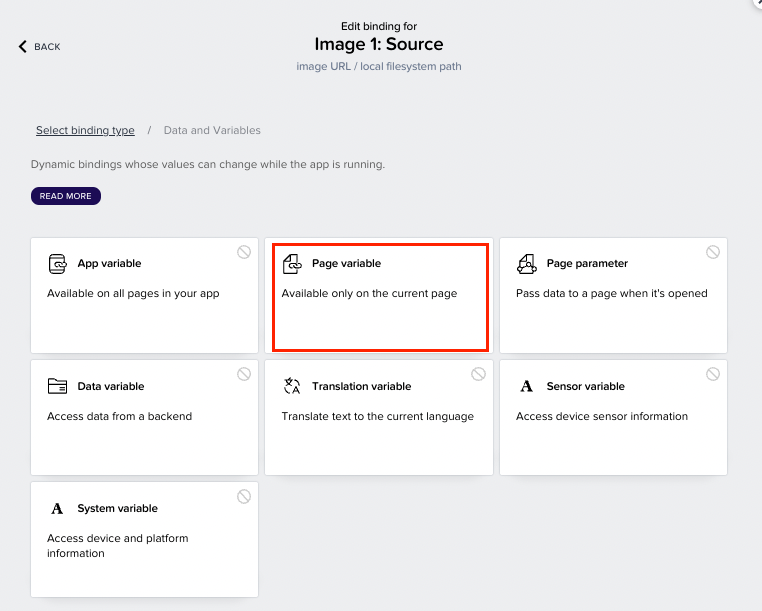 Edit binding for
BACK
Image 1: Source
image URL / local filesystem path
Select binding type / Data and Variables
Dynamic bindings whose values can change while the app is running.
READ MORE
App variable
Available on all pages in your app
Page variable
Available only on the current page
Page parameter
Pass data to a page when it's opened
Data variable
Access data from a backend
Translation variable
Translate text to the current language
Sensor variable
Access device sensor information
System variable
Access device and platform
information